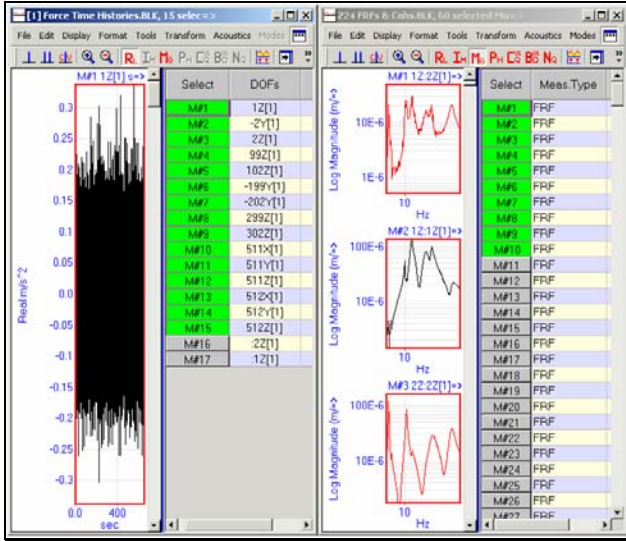 [1] Force Time Histories.BLK, 15 selec=>
File Edit Display Format Tools Transform Acoustics Modes
M#1 1Z[1] s=>
Select DOFs
M#1 1Z[1]
M#2 -2Y[1]
M#3 2Z[1]
M#4 99Z[1]
M#5 102Z[1]
M#6 -199Y[1]
M#7 -202Y[1]
M#8 299Z[1]
M#9 302Z[1]
M#10 511X[1]
M#11 511Y[1]
M#12 511Z[1]
M#13 512X[1]
M#14 512Y[1]
M#15 512Z[1]
M#16 :2Z[1]
M#17 :1Z[1]
Real m/s^2
0.3
0.25
0.2
0.15
0.1
0.05
0.0
-0.05
-0.1
-0.15
-0.2
-0.25
-0.3
0.0 400
sec
224 FRFs & Cohs.BLK, 60 selected Mu=>
File Edit Display Format Tools Transform Acoustics Modes
M#1 1Z:2Z[1]=>
Log Magnitude (m/=>
10E-6
1E-6
10
Hz
M#2 1Z:1Z[1]=>
Log Magnitude (m/=>
100E-6
10E-6
10
Hz
M#3 2Z:2Z[1]=>
Log Magnitude (m/=>
100E-6
10E-6
10
Hz
Select Meas.Type
M#1 FRF
M#2 FRF
M#3 FRF
M#4 FRF
M#5 FRF
M#6 FRF
M#7 FRF
M#8 FRF
M#9 FRF
M#10 FRF
M#11 FRF
M#12 FRF
M#13 FRF
M#14 FRF
M#15 FRF
M#16 FRF
M#17 FRF
M#18 FRF
M#19 FRF
M#20 FRF
M#21 FRF
M#22 FRF
M#23 FRF
M#24 FRF
M#25 FRF
M#26 FRF
M#27 FRF